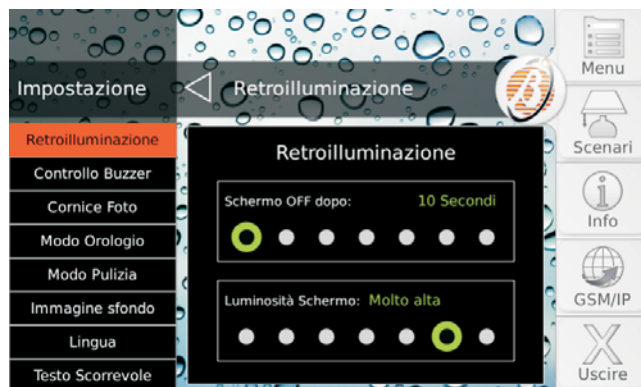 Impostazione
Retroilluminazione
Menu
Retroilluminazione
Controllo Buzzer
Cornice Foto
Modo Orologio
Modo Pulizia
Immagine sfondo
Lingua
Testo Scorrevole
Retroilluminazione
Schermo OFF dopo: 10 Secondi
Luminosità Schermo: Molto alta
Scenari
Info
GSM/IP
Uscire